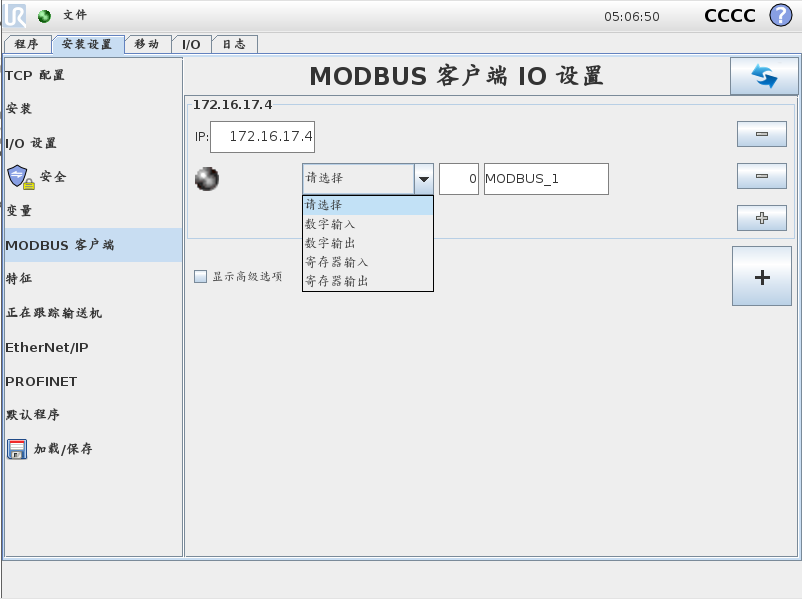 UR 文件 05:06:50 CCCC ?
程序 安装设置 移动 I/O 日志
TCP 配置
安装
I/O 设置
安全
变量
MODBUS 客户端
特征
正在跟踪输送机
EtherNet/IP
PROFINET
默认程序
加载/保存
MODBUS 客户端 IO 设置
172.16.17.4
IP: 172.16.17.4
请选择 0 MODBUS_1
请选择
数字输入
数字输出
寄存器输入
寄存器输出
显示高级选项